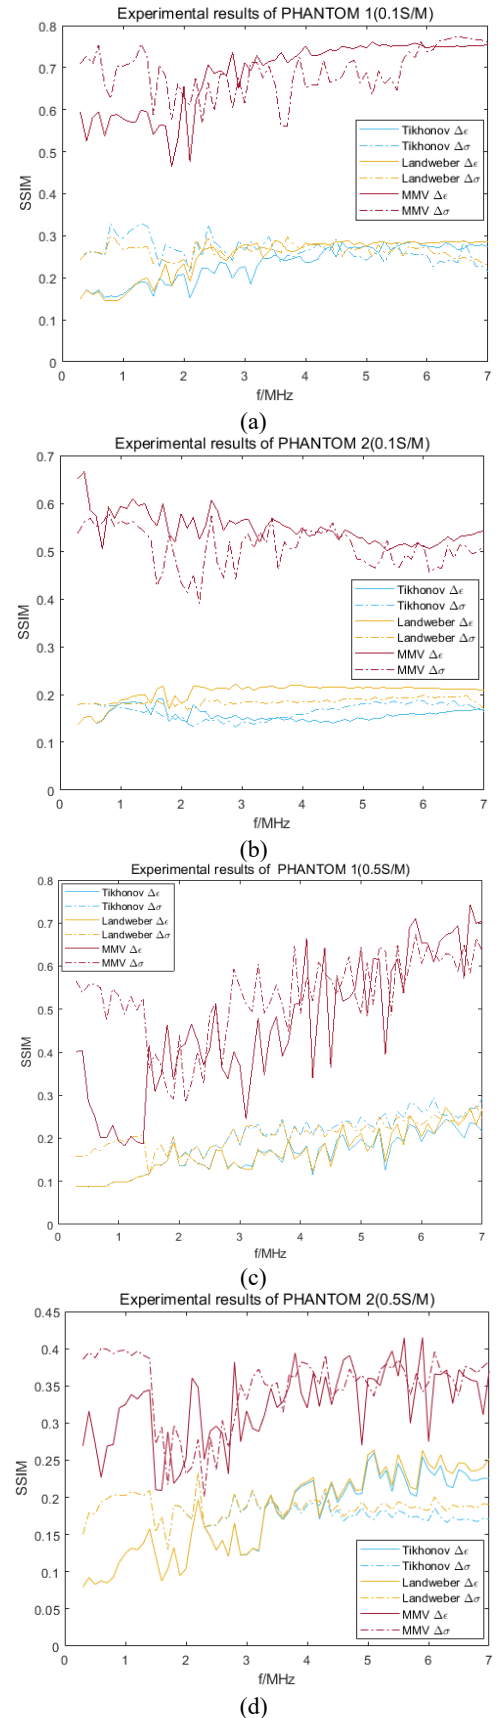 Experimental results of PHANTOM 1(0.1S/M)
0.8
0.7
0.6
0.5
0.4
0.3
0.2
0.1
0
SSIM
Tikhonov Δϵ
Tikhonov Δσ
Landweber Δϵ
Landweber Δσ
MMV Δϵ
MMV Δσ
0 1 2 3 4 5 6 7
f/MHz
(a)
Experimental results of PHANTOM 2(0.1S/M)
0.7
0.6
0.5
0.4
0.3
0.2
0.1
0
SSIM
Tikhonov Δϵ
Tikhonov Δσ
Landweber Δϵ
Landweber Δσ
MMV Δϵ
MMV Δσ
0 1 2 3 4 5 6 7
f/MHz
(b)
Experimental results of PHANTOM 1(0.5S/M)
0.8
0.7
0.6
0.5
0.4
0.3
0.2
0.1
0
SSIM
Tikhonov Δϵ
Tikhonov Δσ
Landweber Δϵ
Landweber Δσ
MMV Δϵ
MMV Δσ
0 1 2 3 4 5 6 7
f/MHz
(c)
Experimental results of PHANTOM 2(0.5S/M)
0.45
0.4
0.35
0.3
0.25
0.2
0.15
0.1
0.05
0
SSIM
Tikhonov Δϵ
Tikhonov Δσ
Landweber Δϵ
Landweber Δσ
MMV Δϵ
MMV Δσ
0 1 2 3 4 5 6 7
f/MHz
(d)